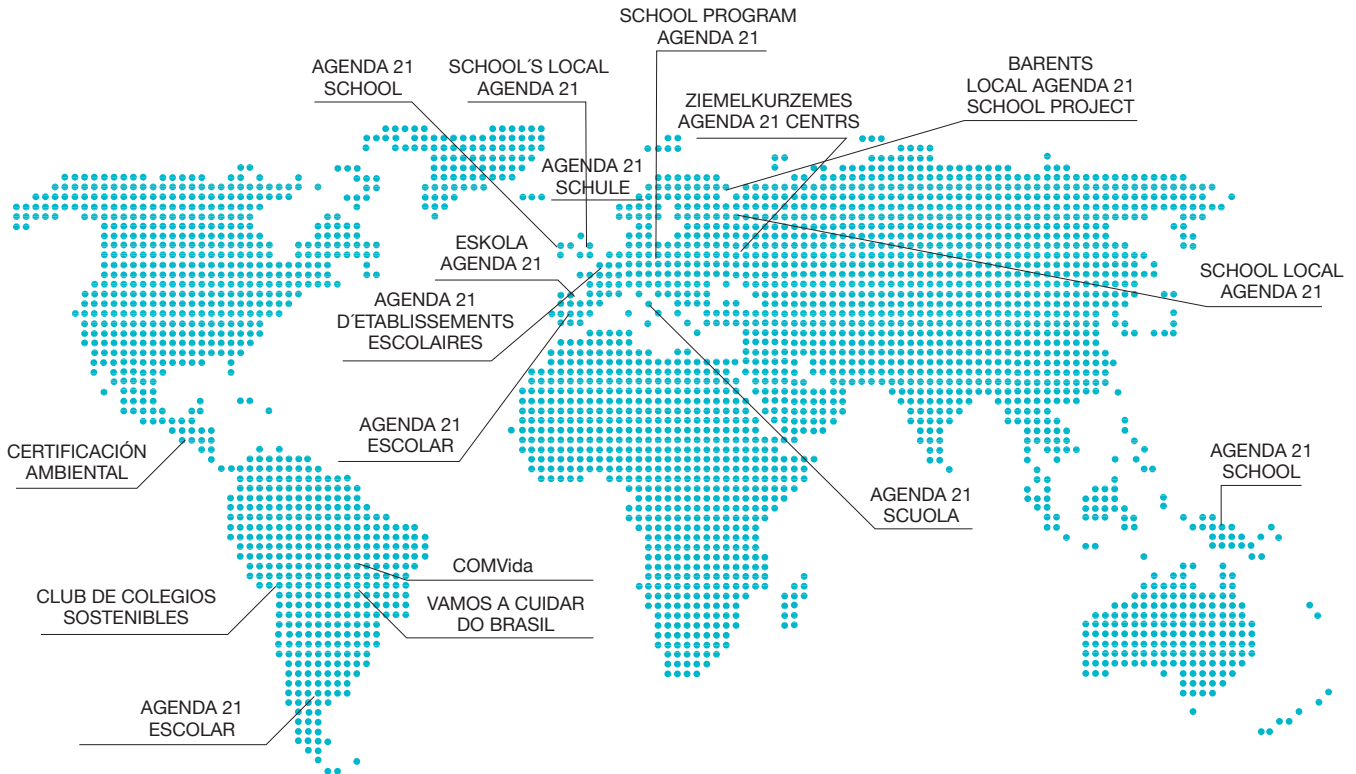 SCHOOL PROGRAM
AGENDA 21
AGENDA 21
SCHOOL
SCHOOL´S LOCAL
AGENDA 21
BARENTS
LOCAL AGENDA 21
SCHOOL PROJECT
ZIEMELKURZEMES
AGENDA 21 CENTRS
AGENDA 21
SCHULE
ESKOLA
AGENDA 21
SCHOOL LOCAL
AGENDA 21
AGENDA 21
D´ETABLISSEMENTS
ESCOLAIRES
AGENDA 21
ESCOLAR
CERTIFICACIÓN
AMBIENTAL
AGENDA 21
SCHOOL
AGENDA 21
SCUOLA
COMVida
CLUB DE COLEGIOS
SOSTENIBLES
VAMOS A CUIDAR
DO BRASIL
AGENDA 21
ESCOLAR